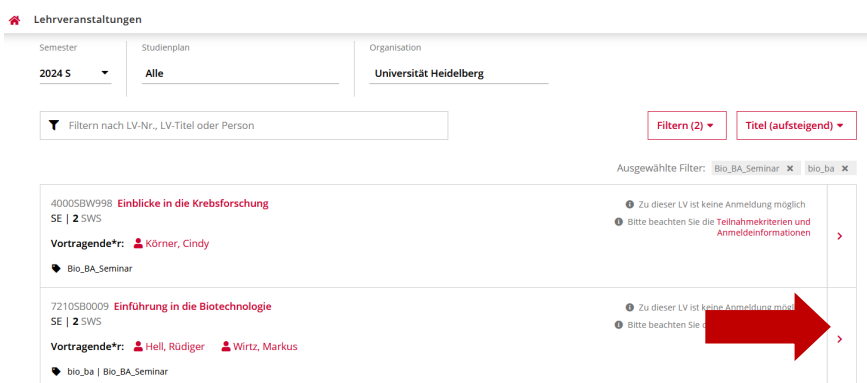 Lehrveranstaltungen
Semester
Studienplan
Organisation
2024 S
Alle
Universität Heidelberg
Filtern nach LV-Nr., LV-Titel oder Person
Filtern (2)
Titel (aufsteigend)
Ausgewählte Filter: Bio_BA_Seminar × bio_ba ×
4000SBW998 Einblicke in die Krebsforschung
Zu dieser LV ist keine Anmeldung möglich
SE | 2 SWS
Bitte beachten Sie die Teilnahmekriterien und
Anmeldeinformationen
Vortragende*r: Körner, Cindy
Bio_BA_Seminar
7210SB0009 Einführung in die Biotechnologie
Zu dieser LV ist keine Anmeldung
SE | 2 SWS
Bitte beachten Sie
Vortragende*r: Hell, Rüdiger Wirtz, Markus
bio_ba | Bio_BA_Seminar